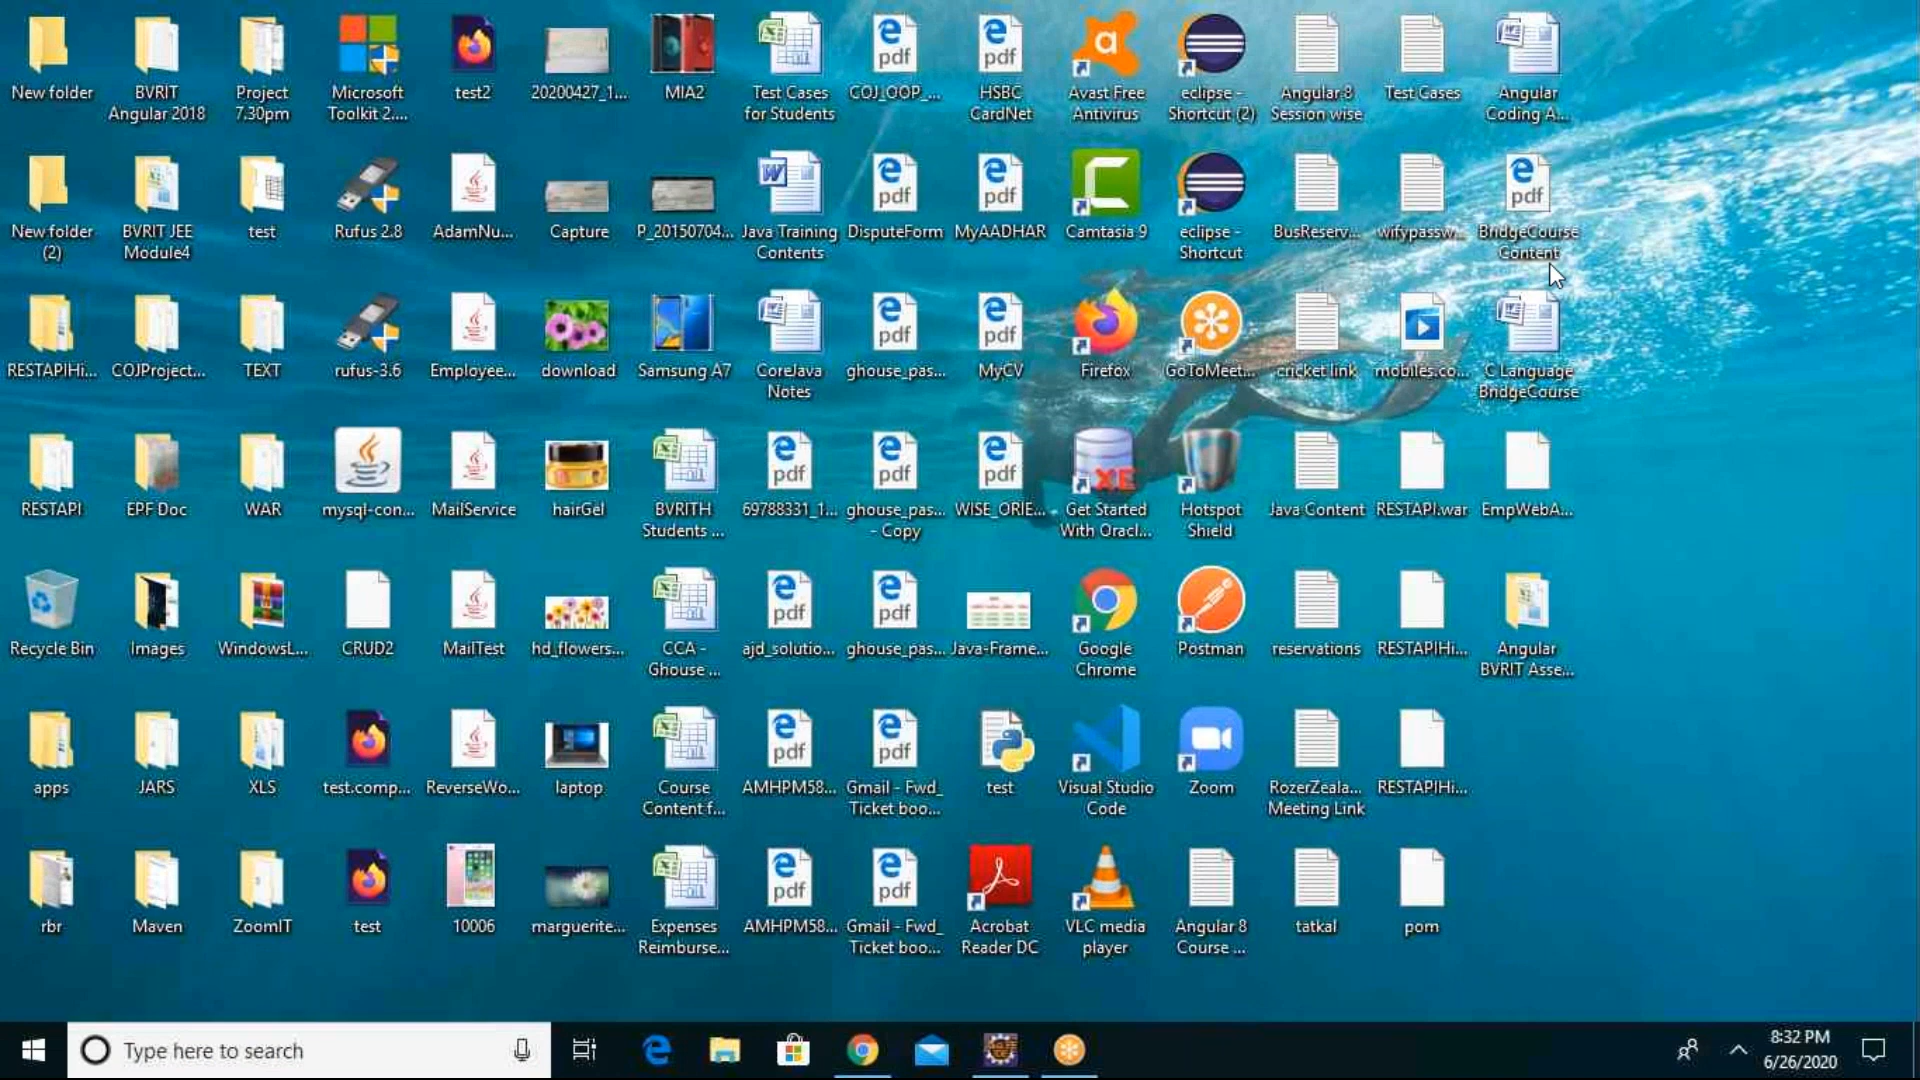 New folder
BVRIT
Angular 2018
Project
7.30pm
Microsoft
Toolkit 2....
test2
20200427_1...
MIA2
Test Cases
for Students
COJ_OOP_...
HSBC
CardNet
Avast Free
Antivirus
eclipse -
Shortcut (2)
Angular 8
Session wise
Test Cases
Angular
Coding A...
New folder
(2)
BVRIT JEE
Module4
test
Rufus 2.8
AdamNu...
Capture
P_20150704...
Java Training
Contents
DisputeForm
MyAADHAR
Camtasia 9
eclipse -
Shortcut
BusReserv...
wifypassw...
BridgeCourse
Content
RESTAPIHi...
COJProject...
TEXT
rufus-3.6
Employee...
download
Samsung A7
CoreJava
Notes
ghouse_pas...
MyCV
Firefox
GoToMeet...
cricket link
mobiles.co...
C Language
BridgeCourse
RESTAPI
EPF Doc
WAR
mysql-con...
MailService
hairGel
BVRITH
Students ...
69788331_1...
ghouse_pas...
- Copy
WISE_ORIE...
XE
Get Started
With Oracl...
Hotspot
Shield
Java Content
RESTAPI.war
EmpWebA...
Recycle Bin
Images
WindowsL...
CRUD2
MailTest
hd_flowers...
CCA -
Ghouse ...
ajd_solutio...
ghouse_pas...
Java-Frame...
Google
Chrome
Postman
reservations
RESTAPIHi...
Angular
BVRIT Asse...
apps
JARS
XLS
test.comp...
ReverseWo...
laptop
Course
Content f...
AMHPM58...
Gmail - Fwd_
Ticket boo...
test
Visual Studio
Code
Zoom
RozerZeala...
Meeting Link
RESTAPIHi...
rbr
Maven
ZoomIT
test
10006
marguerite...
Expenses
Reimburse...
AMHPM58...
Gmail - Fwd_
Ticket boo...
Acrobat
Reader DC
VLC media
player
Angular 8
Course ...
tatkal
pom
Type here to search
8:32 PM
6/26/2020